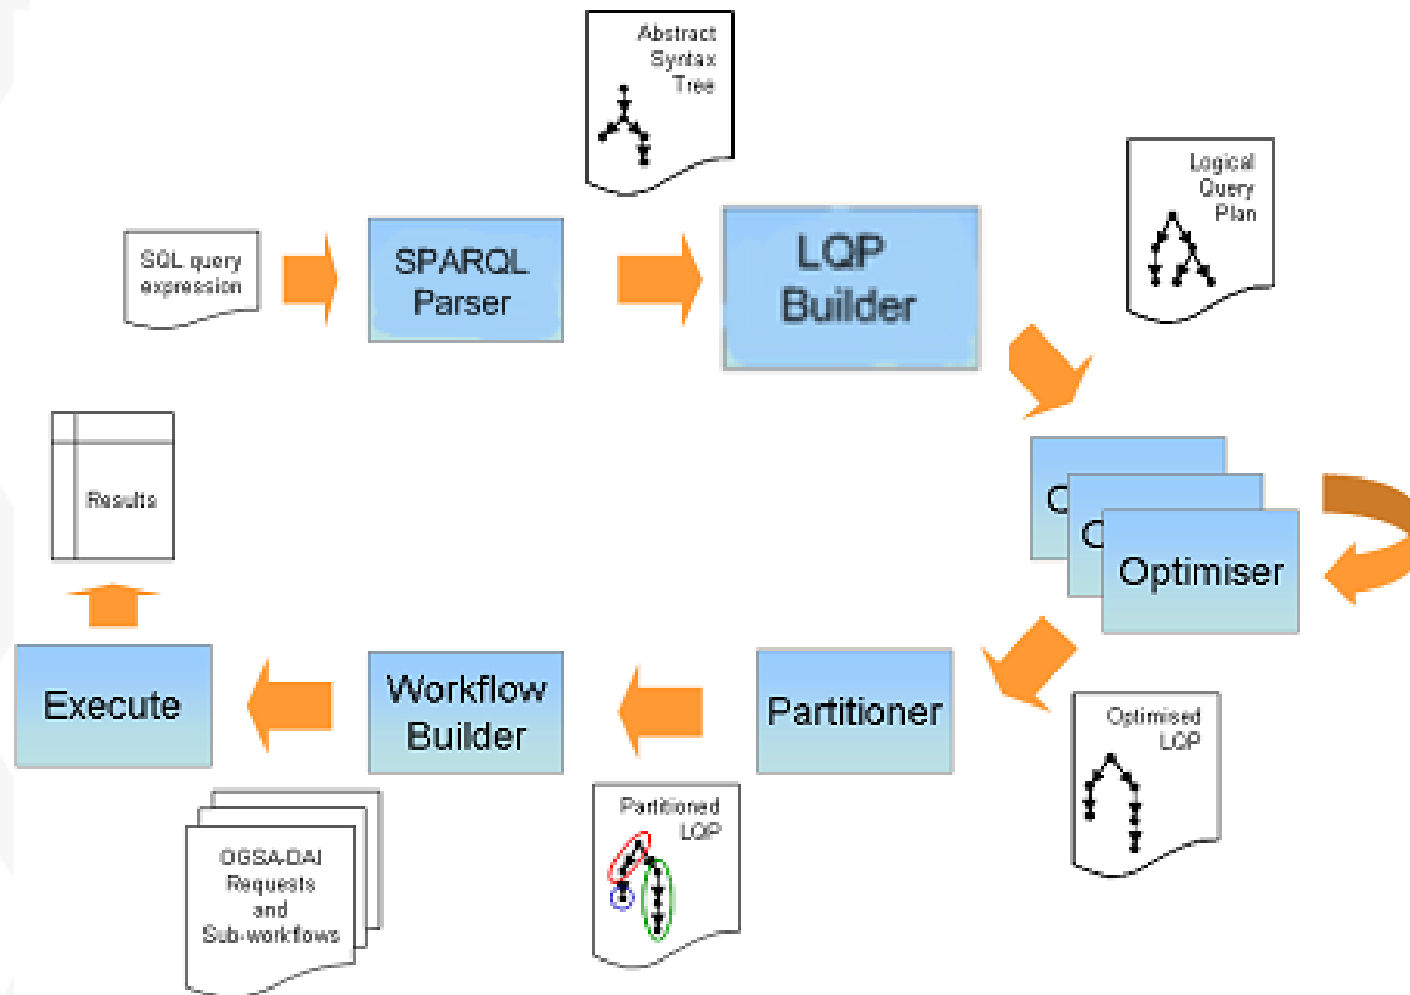 Abstract
Syntax
Tree
Logical
Query
Plan
SQL query
expression
SPARQL
Parser
LQP
Builder
Results
O
O
Optimiser
Execute
Workflow
Builder
Partitioner
Optimised
LQP
Partitioned
LQP
OGSA-DAI
Requests
and
Sub-workflows